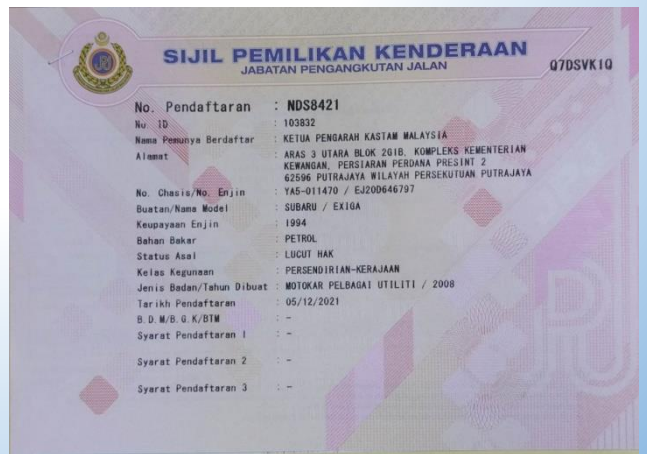 SIJIL PEMILIKAN KENDERAAN
JABATAN PENGANGKUTAN JALAN
Q7DSVK1Q
No. Pendaftaran : NDS8421
No ID : 103832
Nama Pemunya Berdaftar : KETUA PENGARAH KASTAM MALAYSIA
Alamat : ARAS 3 UTARA BLOK 2G1B, KOMPLEKS KEMENTERIAN
KEWANGAN, PERSIARAN PERDANA PRESINT 2
62596 PUTRAJAYA WILAYAH PERSEKUTUAN PUTRAJAYA
No. Chasis/No. Enjin : YA5-011470 / EJ20D646797
Buatan/Nama Model : SUBARU / EXIGA
Keupayaan Enjin : 1994
Bahan Bakar : PETROL
Status Asal : LUCUT HAK
Kelas Kegunaan : PERSENDIRIAN-KERAJAAN
Jenis Badan/Tahun Dibuat : MOTOKAR PELBAGAI UTILITI / 2008
Tarikh Pendaftaran : 05/12/2021
B.D.M/B.G.K/BTM : -
Syarat Pendaftaran 1 : -
Syarat Pendaftaran 2 : -
Syarat Pendaftaran 3 : -